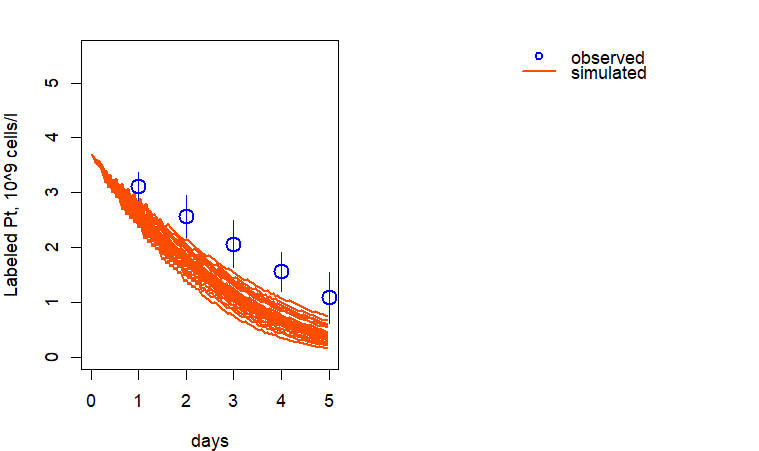 observed
simulated
Labeled Pt, 10^9 cells/l
5
4
3
2
1
0
0 1 2 3 4 5
days